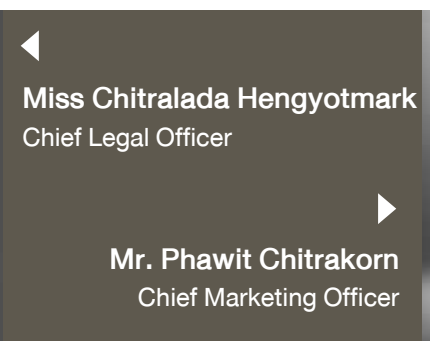 Miss Chitralada Hengyotmark
Chief Legal Officer
Mr. Phawit Chitrakorn
Chief Marketing Officer